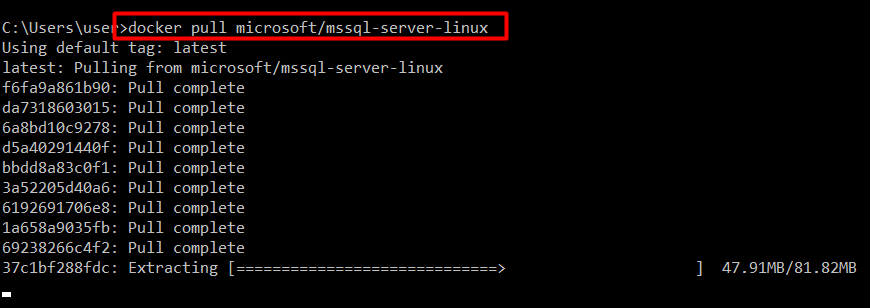 C:\Users\user>docker pull microsoft/mssql-server-linux
Using default tag: latest
latest: Pulling from microsoft/mssql-server-linux
f6fa9a861b90: Pull complete
da7318603015: Pull complete
6a8bd10c9278: Pull complete
d5a40291440f: Pull complete
bbdd8a83c0f1: Pull complete
3a52205d40a6: Pull complete
6192691706e8: Pull complete
1a658a9035fb: Pull complete
69238266c4f2: Pull complete
37c1bf288fdc: Extracting [=============================>                     ]  47.91MB/81.82MB